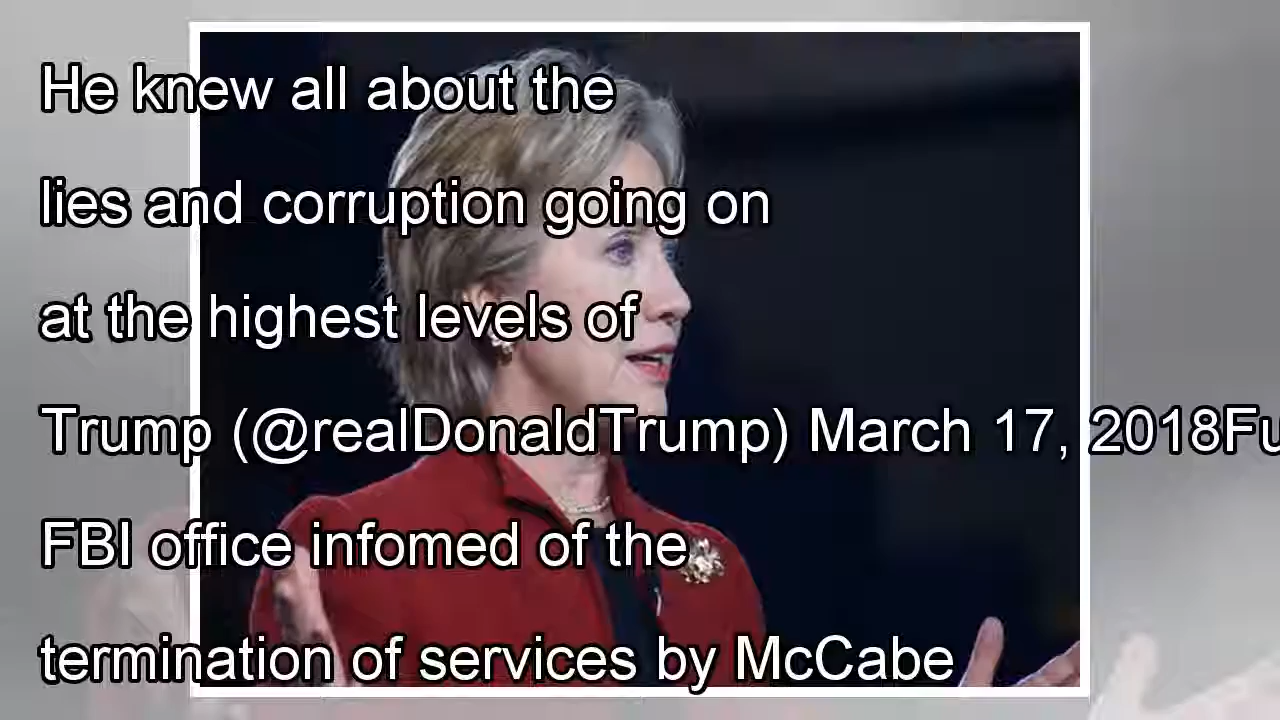 He knew all about the
lies and corruption going on
at the highest levels of
Trump (@realDonaldTrump) March 17, 2018Fu
FBI office infomed of the
termination of services by McCabe